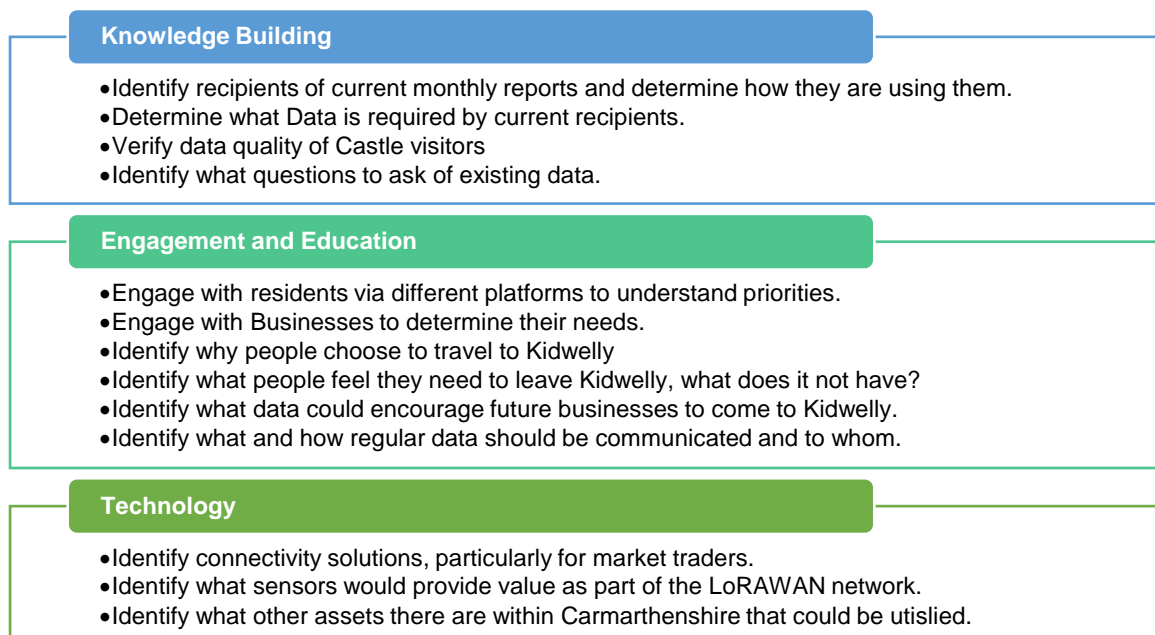 Knowledge Building
•Identify recipients of current monthly reports and determine how they are using them.
•Determine what Data is required by current recipients.
•Verify data quality of Castle visitors
•Identify what questions to ask of existing data.
Engagement and Education
•Engage with residents via different platforms to understand priorities.
•Engage with Businesses to determine their needs.
•Identify why people choose to travel to Kidwelly
•Identify what people feel they need to leave Kidwelly, what does it not have?
•Identify what data could encourage future businesses to come to Kidwelly.
•Identify what and how regular data should be communicated and to whom.
Technology
•Identify connectivity solutions, particularly for market traders.
•Identify what sensors would provide value as part of the LoRAWAN network.
•Identify what other assets there are within Carmarthenshire that could be utislied.